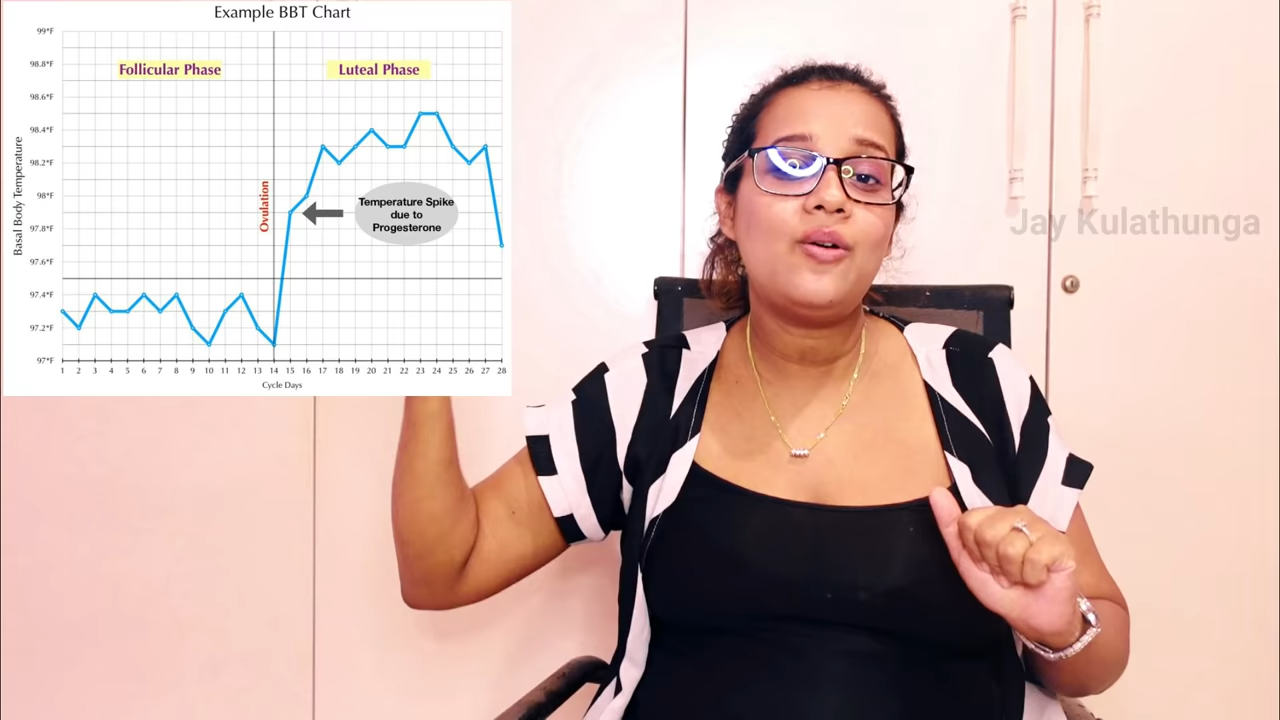 Example BBT Chart
99°F
98.8°F
98.6°F
98.4°F
98.2°F
98°F
97.8°F
97.6°F
97.4°F
97.2°F
97°F
Basal Body Temperature
Follicular Phase
Luteal Phase
Ovulation
Temperature Spike
due to
Progesterone
1 2 3 4 5 6 7 8 9 10 11 12 13 14 15 16 17 18 19 20 21 22 23 24 25 26 27 28
Cycle Days
Jay Kulathunga